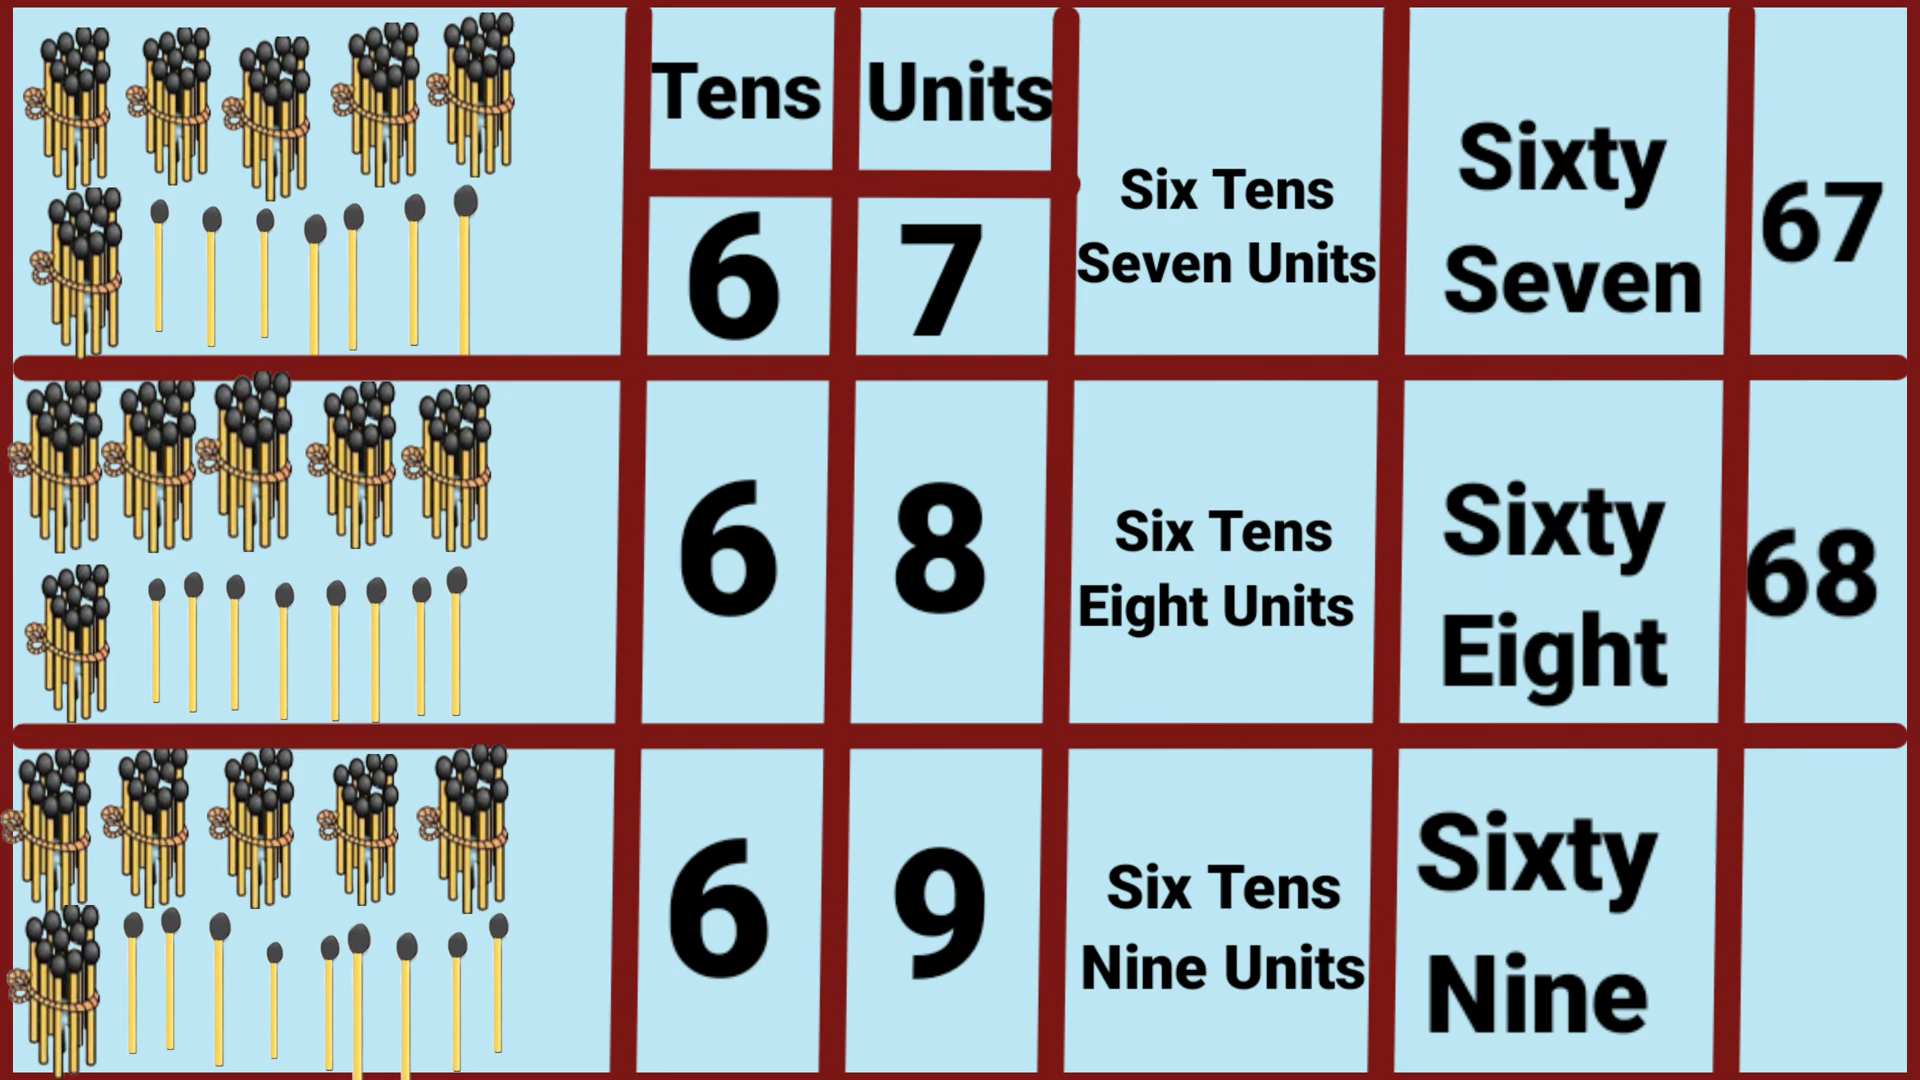 Tens
Units
6
7
Six Tens
Seven Units
Sixty
Seven
67
6
8
Six Tens
Eight Units
Sixty
Eight
68
6
9
Six Tens
Nine Units
Sixty
Nine